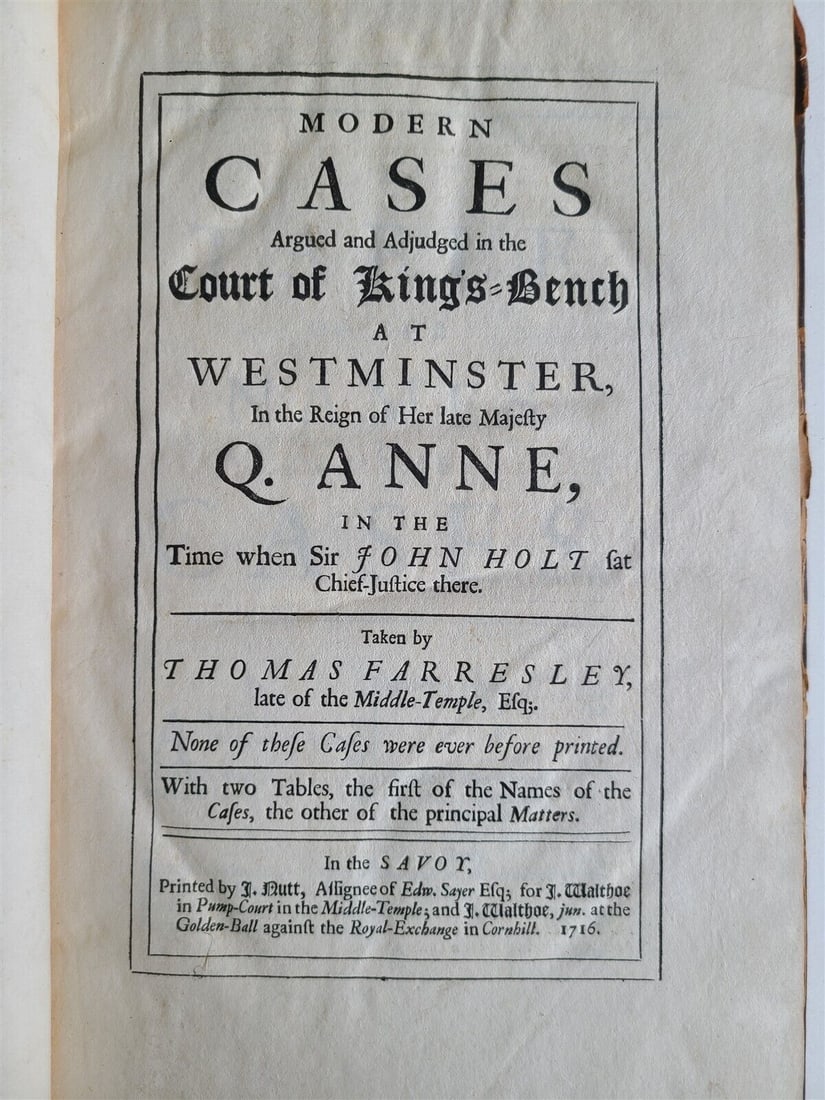 MODERN
CASES
Argued and Adjudged in the
Court of King's=Bench
AT
WESTMINSTER,
In the Reign of Her late Majeſty
Q. ANNE,
IN THE
Time when Sir JOHN HOLT ſat
Chief-Juſtice there.
Taken by
THOMAS FARRESLEY,
late of the Middle-Temple, Eſq;.
None of theſe Caſes were ever before printed.
With two Tables, the firſt of the Names of the
Caſes, the other of the principal Matters.
In the SAVOY,
Printed by J. Nutt, Aſſignee of Edw. Sayer Eſq; for J. Walthoe
in Pump-Court in the Middle-Temple; and J. Walthoe, jun. at the
Golden-Ball againſt the Royal-Exchange in Cornhill. 1716.